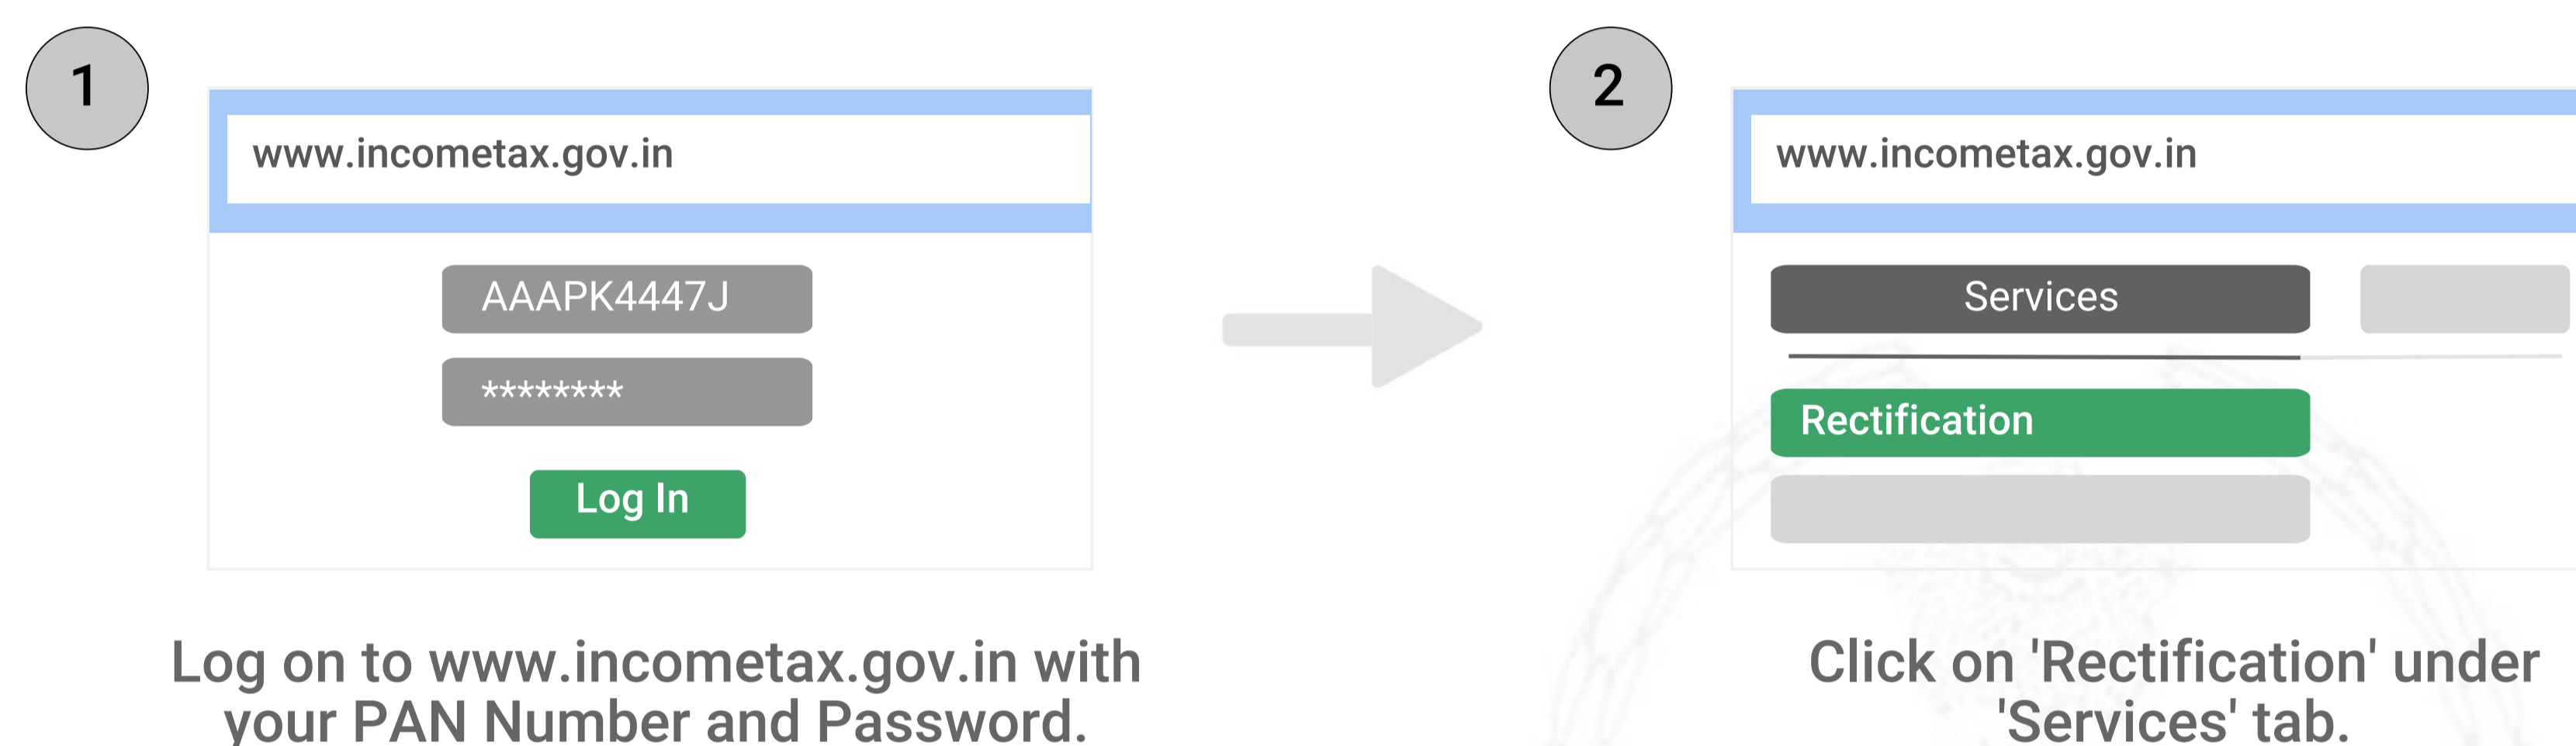 1
www.incometax.gov.in
AAAPK4447J
********
Log In
Log on to www.incometax.gov.in with
your PAN Number and Password.
2
www.incometax.gov.in
Services
Rectification
Click on 'Rectification' under
'Services' tab.